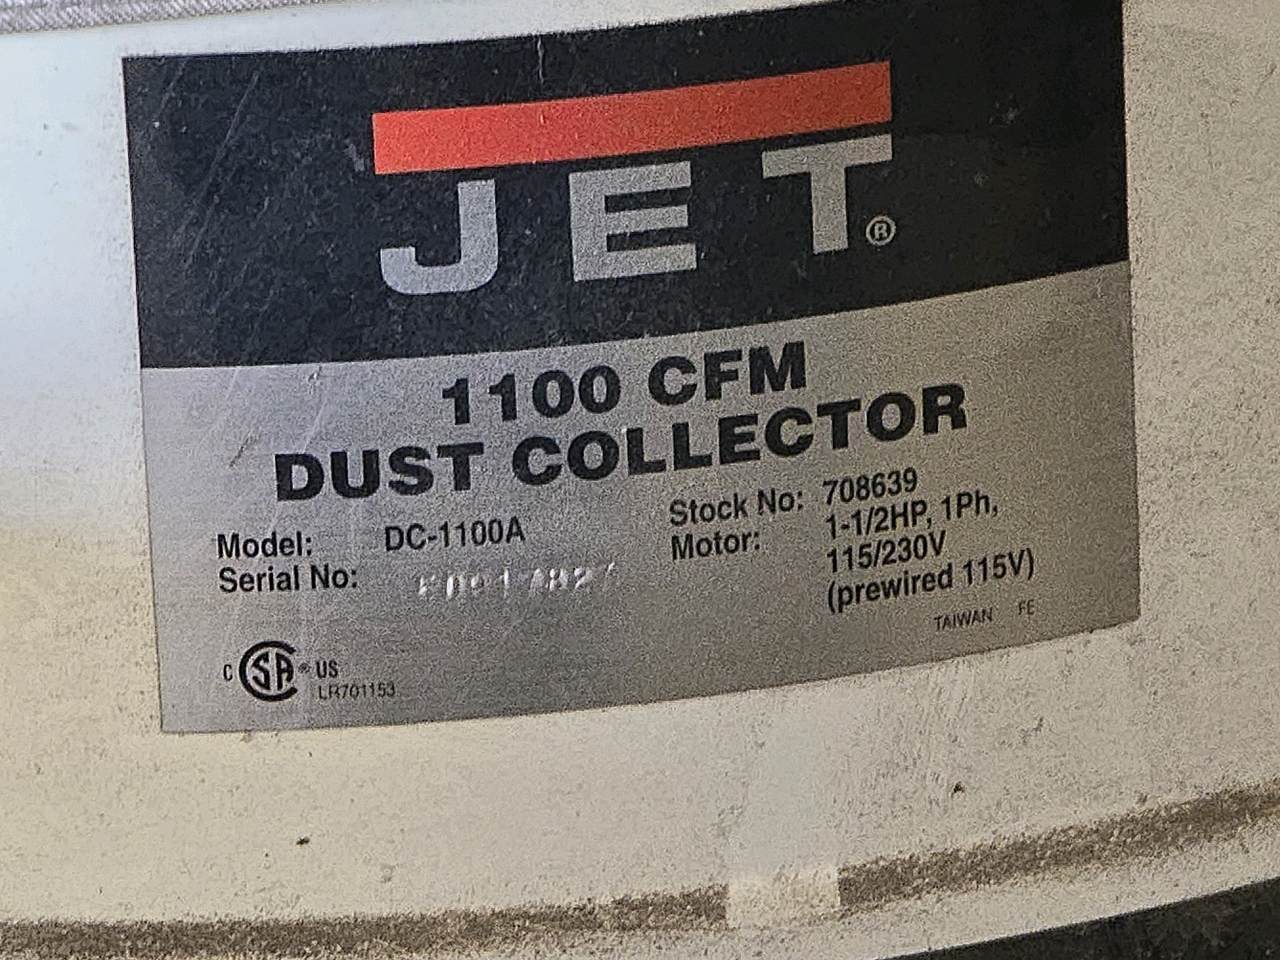 JET®
1100 CFM
DUST COLLECTOR
Model: DC-1100A
Serial No:
Stock No: 708639
Motor: 1-1/2HP, 1Ph,
115/230V
(prewired 115V)
TAIWAN FE
C SA® US
LR701153